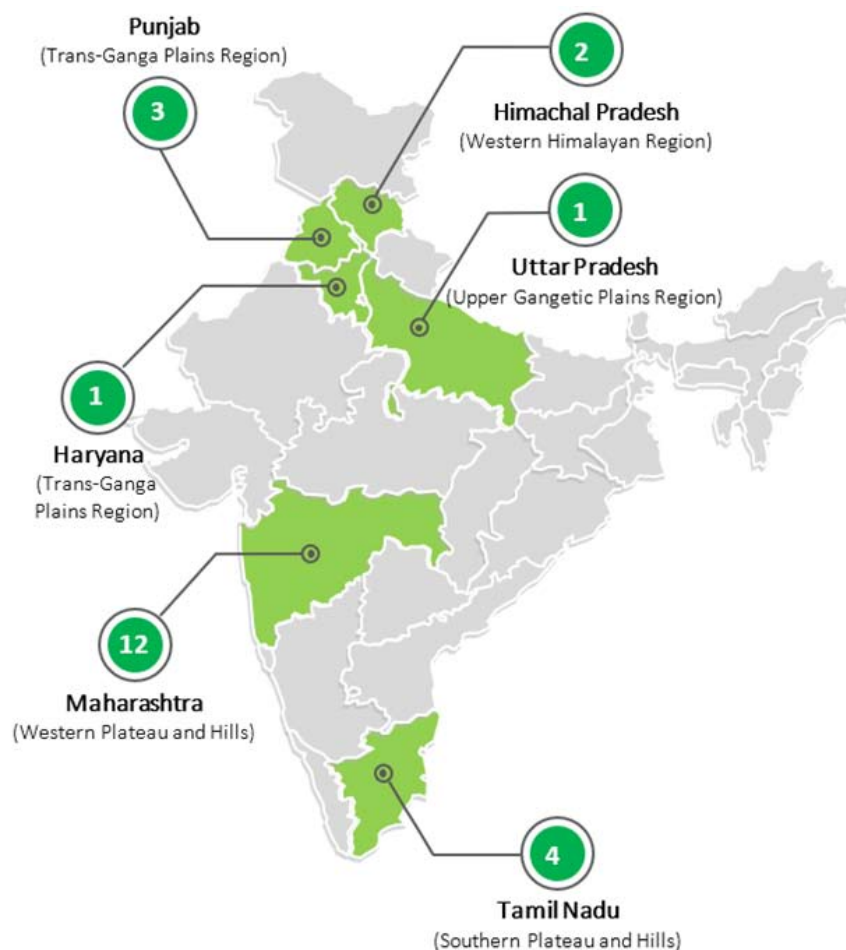 Punjab
(Trans-Ganga Plains Region)
3
2
Himachal Pradesh
(Western Himalayan Region)
1
Uttar Pradesh
(Upper Gangetic Plains Region)
1
Haryana
(Trans-Ganga
Plains Region)
12
Maharashtra
(Western Plateau and Hills)
4
Tamil Nadu
(Southern Plateau and Hills)